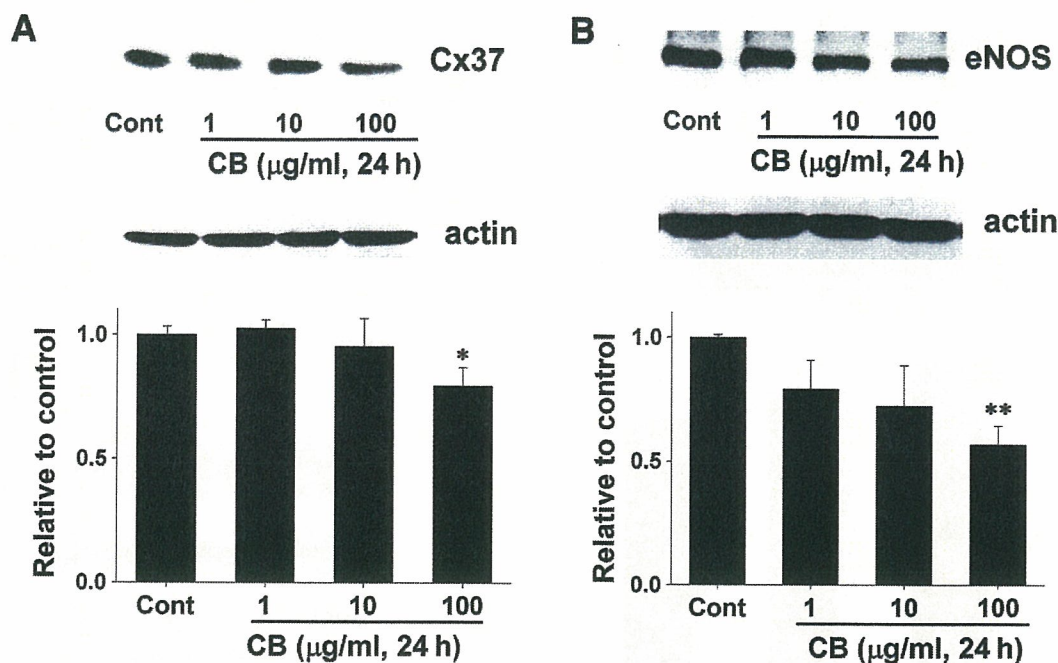 A
Cx37
Cont 1 10 100
CB (μg/ml, 24 h)
actin
Relative to control
1.0
0.5
0.0
*
Cont 1 10 100
CB (μg/ml, 24 h)
B
eNOS
Cont 1 10 100
CB (μg/ml, 24 h)
actin
Relative to control
1.0
0.5
0.0
**
Cont 1 10 100
CB (μg/ml, 24 h)